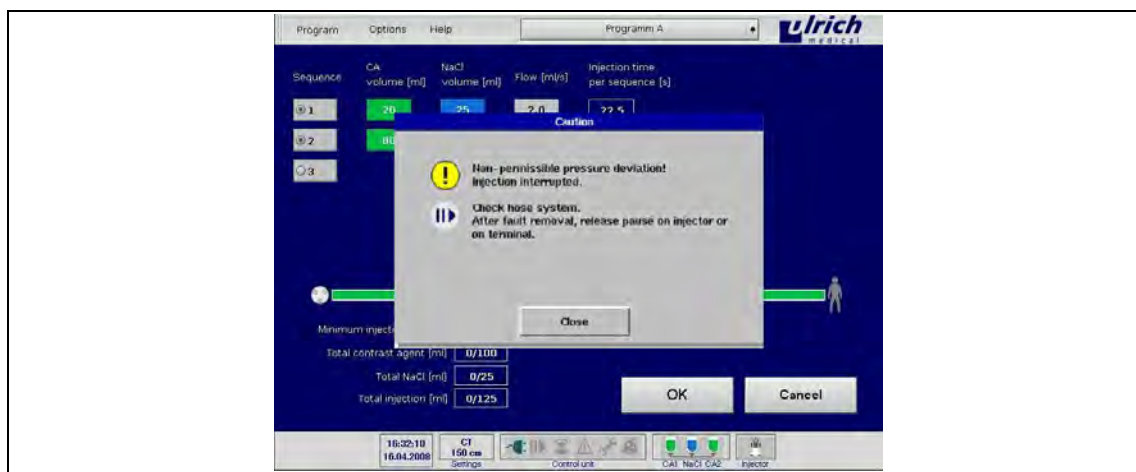 Program Options Help Programm A ulrich medical
Sequence CA volume [ml] NaCl volume [ml] Flow [ml/s] Injection time per sequence [s]
1 20 25 2.0 22.5
2 80
3
Caution
Non-permissible pressure deviation!
Injection interrupted.
Check hose system.
After fault removal, release pause on injector or
on terminal.
Close
Minimum inject
Total contrast agent [ml] 0/100
Total NaCl [ml] 0/25
Total injection [ml] 0/125
OK Cancel
16:32:10
16.04.2008
CT
150 cm
Settings
Control unit
CA1 NaCl CA2
Injector